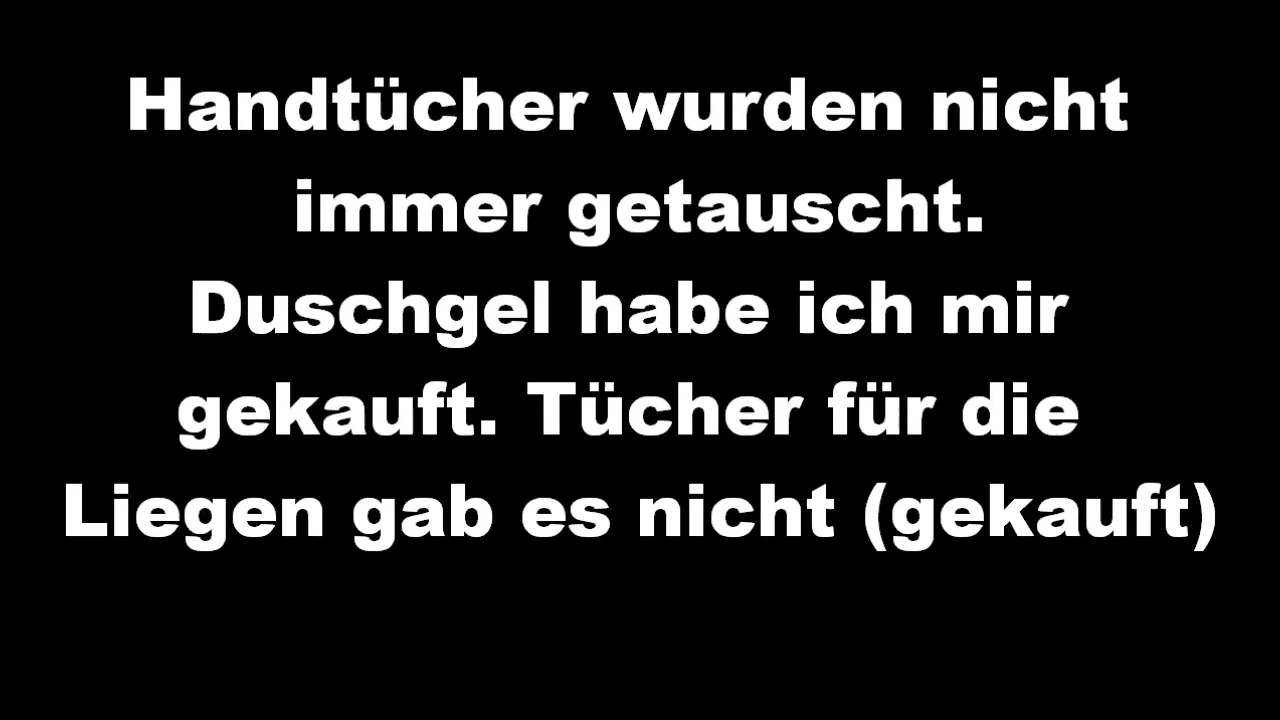 Handtücher wurden nicht
immer getauscht.
Duschgel habe ich mir
gekauft. Tücher für die
Liegen gab es nicht (gekauft)